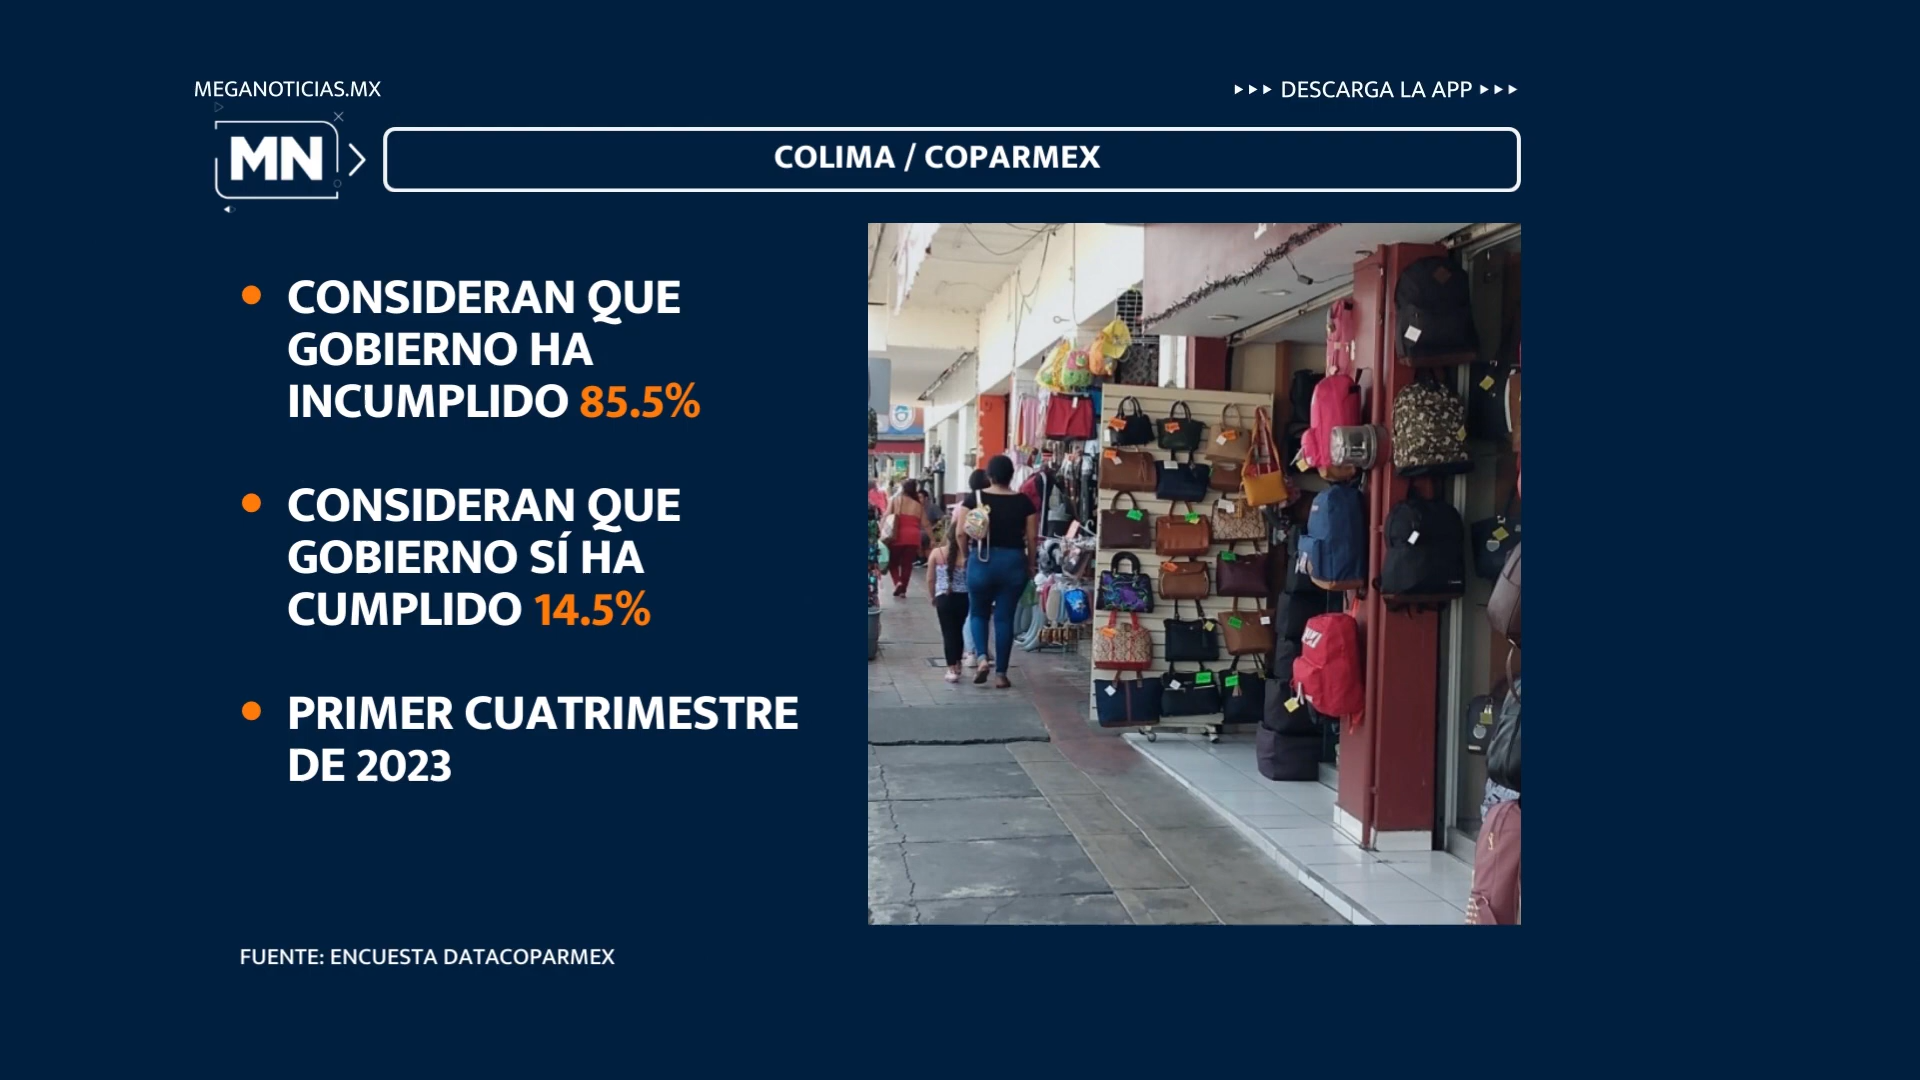 MEGANOTICIAS.MX
DESCARGA LA APP
MN
COLIMA / COPARMEX
CONSIDERAN QUE
GOBIERNO HA
INCUMPLIDO 85.5%
CONSIDERAN QUE
GOBIERNO SÍ HA
CUMPLIDO 14.5%
PRIMER CUATRIMESTRE
DE 2023
FUENTE: ENCUESTA DATACOPARMEX